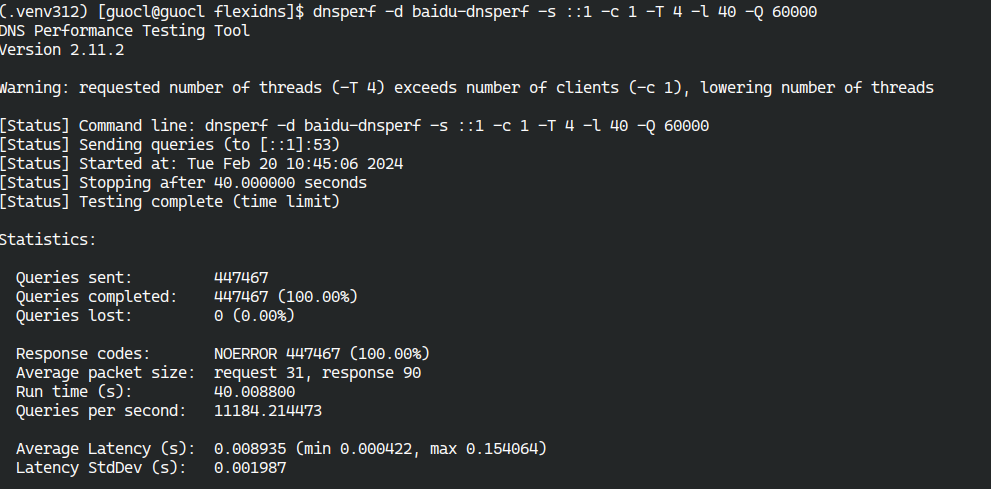 (.venv312) [guocl@guocl flexidns]$ dnsperf -d baidu-dnsperf -s ::1 -c 1 -T 4 -l 40 -Q 60000
DNS Performance Testing Tool
Version 2.11.2
Warning: requested number of threads (-T 4) exceeds number of clients (-c 1), lowering number of threads
[Status] Command line: dnsperf -d baidu-dnsperf -s ::1 -c 1 -T 4 -l 40 -Q 60000
[Status] Sending queries (to [::1]:53)
[Status] Started at: Tue Feb 20 10:45:06 2024
[Status] Stopping after 40.000000 seconds
[Status] Testing complete (time limit)
Statistics:
Queries sent: 447467
Queries completed: 447467 (100.00%)
Queries lost: 0 (0.00%)
Response codes: NOERROR 447467 (100.00%)
Average packet size: request 31, response 90
Run time (s): 40.008800
Queries per second: 11184.214473
Average Latency (s): 0.008935 (min 0.000422, max 0.154064)
Latency StdDev (s): 0.001987